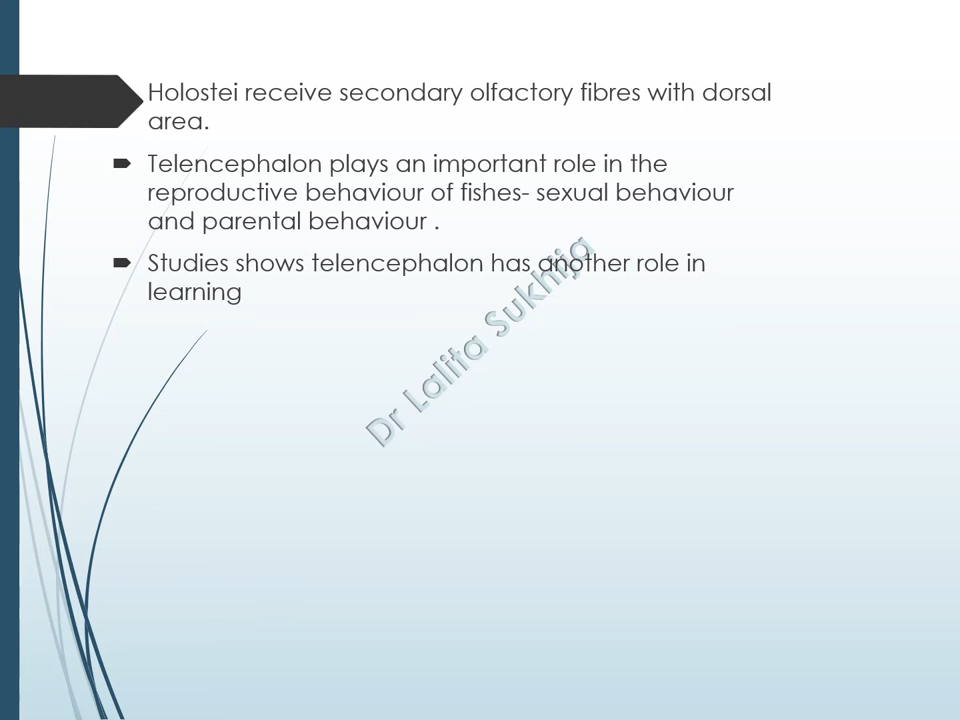 Holostei receive secondary olfactory fibres with dorsal
area.
Telencephalon plays an important role in the
reproductive behaviour of fishes- sexual behaviour
and parental behaviour .
Studies shows telencephalon has another role in
learning
Dr Lalita Sukhija